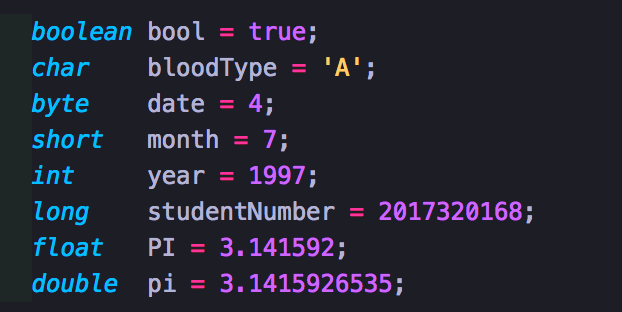 boolean bool = true;
char    bloodType = 'A';
byte    date = 4;
short   month = 7;
int     year = 1997;
long    studentNumber = 2017320168;
float   PI = 3.141592;
double  pi = 3.1415926535;